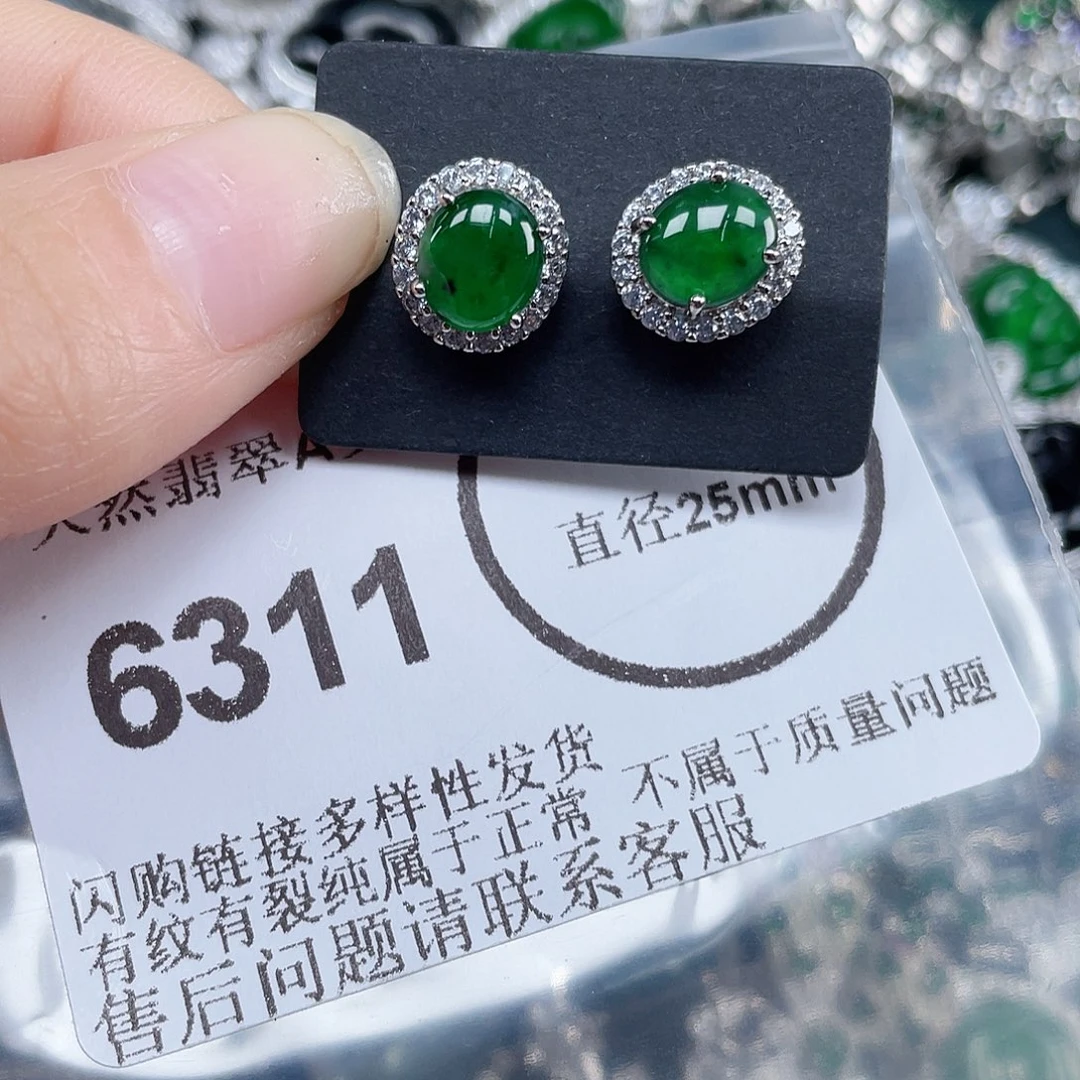 天然翡翠A
直径25mm
6311
闪购链接多样性发货
有纹有裂纯属于正常 不属于质量问题
售后问题请联系客服